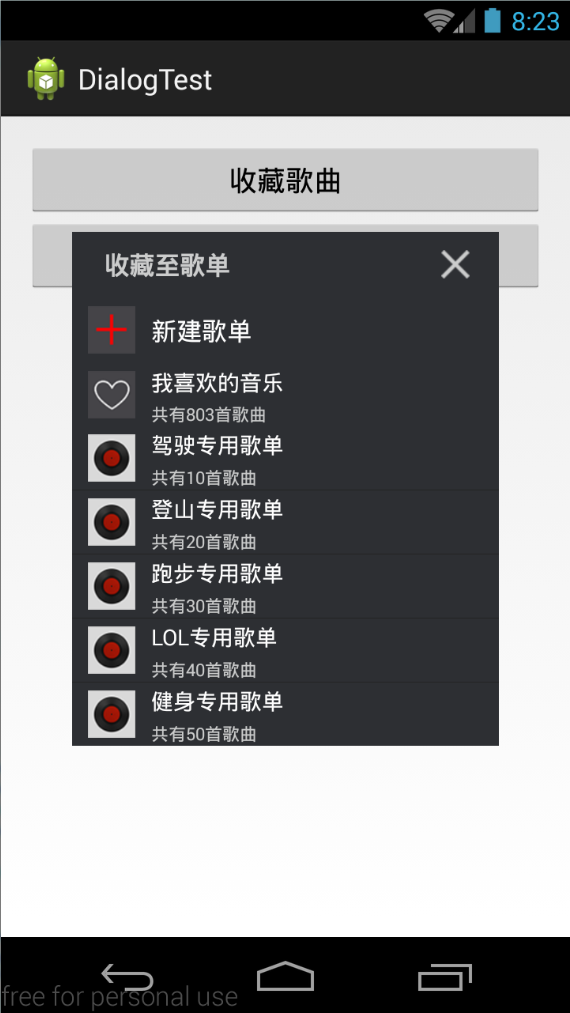 8:23
DialogTest
收藏歌曲
收藏至歌单
新建歌单
我喜欢的音乐
共有803首歌曲
驾驶专用歌单
共有10首歌曲
登山专用歌单
共有20首歌曲
跑步专用歌单
共有30首歌曲
LOL专用歌单
共有40首歌曲
健身专用歌单
共有50首歌曲
free for personal use